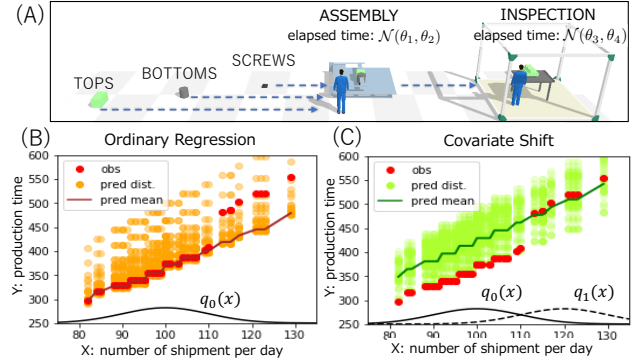 (A)
ASSEMBLY
INSPECTION
elapsed time: 𝒩(θ₁, θ₂)
elapsed time: 𝒩(θ₃, θ₄)
SCREWS
BOTTOMS
TOPS
(B)
Ordinary Regression
Y: production time
600
550
500
450
400
350
300
250
obs
pred dist.
pred mean
q₀(x)
80
90
100
110
120
130
X: number of shipment per day
(C)
Covariate Shift
Y: production time
600
550
500
450
400
350
300
250
obs
pred dist.
pred mean
q₀(x)
q₁(x)
80
90
100
110
120
130
X: number of shipment per day